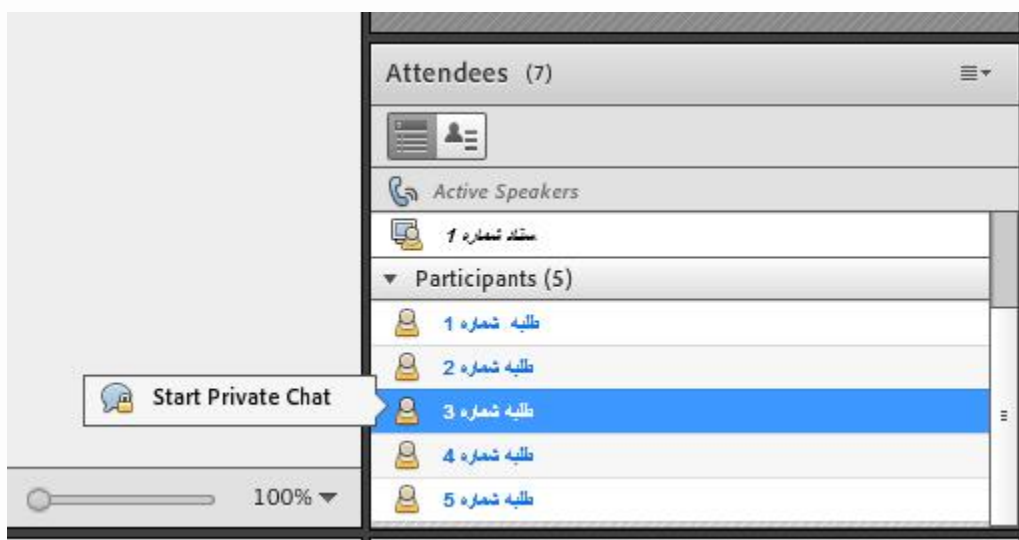 Attendees (7)
Active Speakers
ستاد شماره 1
Participants (5)
طلبه شماره 1
طلبه شماره 2
Start Private Chat
طلبه شماره 3
طلبه شماره 4
100%
طلبه شماره 5